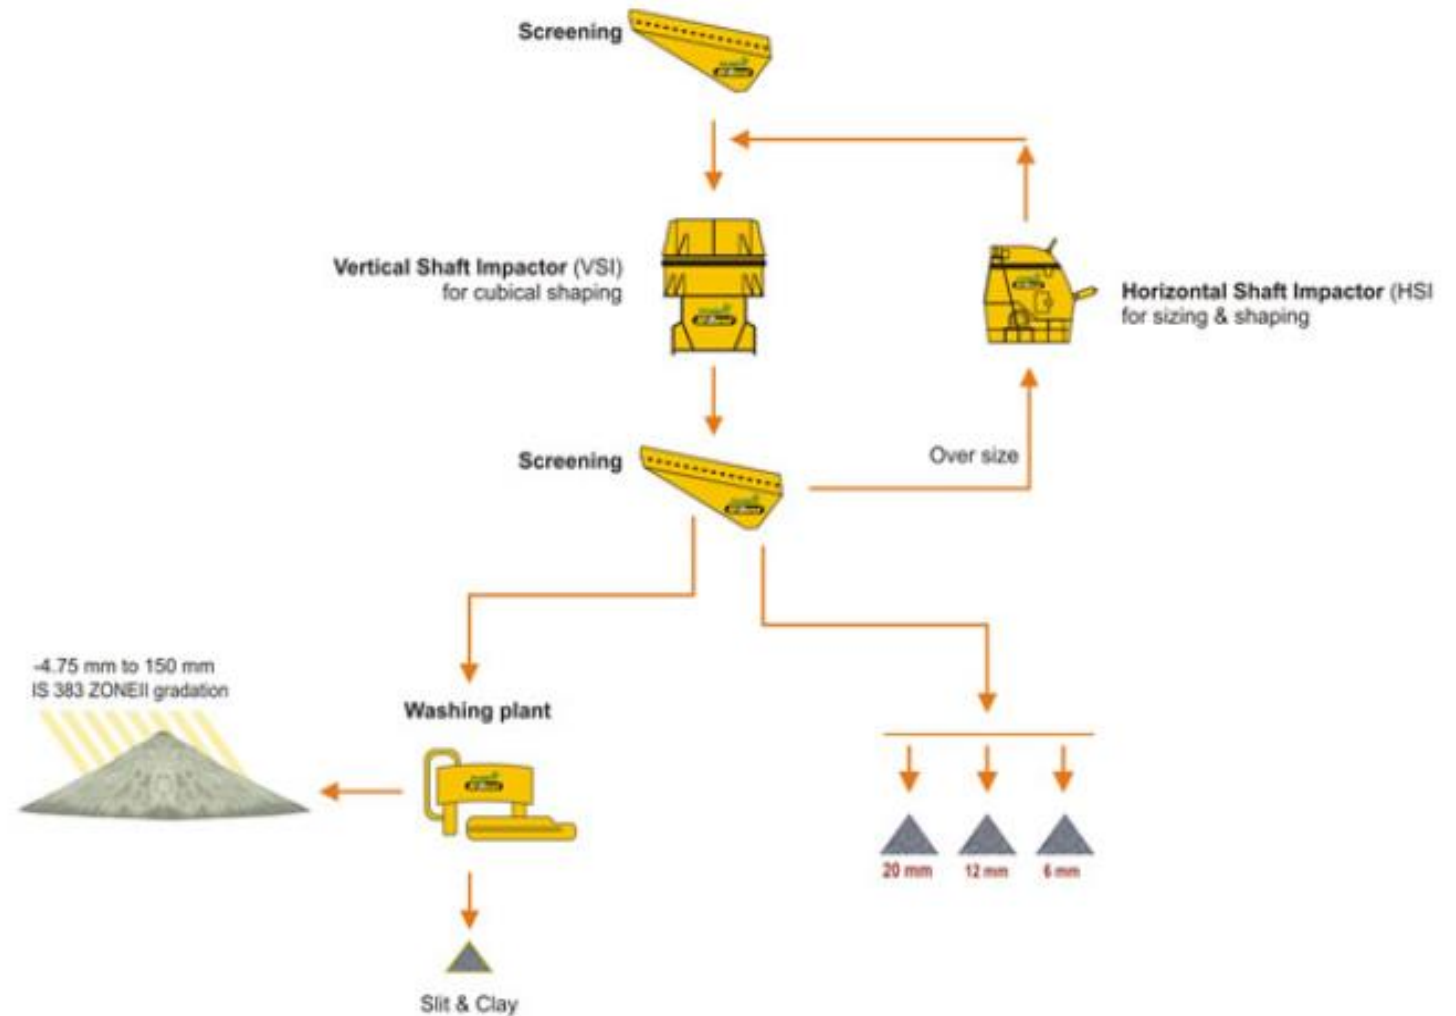 Screening
Vertical Shaft Impactor (VSI)
for cubical shaping
Horizontal Shaft Impactor (HSI
for sizing & shaping
Screening
Over size
-4.75 mm to 150 mm
IS 383 ZONEII gradation
Washing plant
20 mm
12 mm
6 mm
Slit & Clay